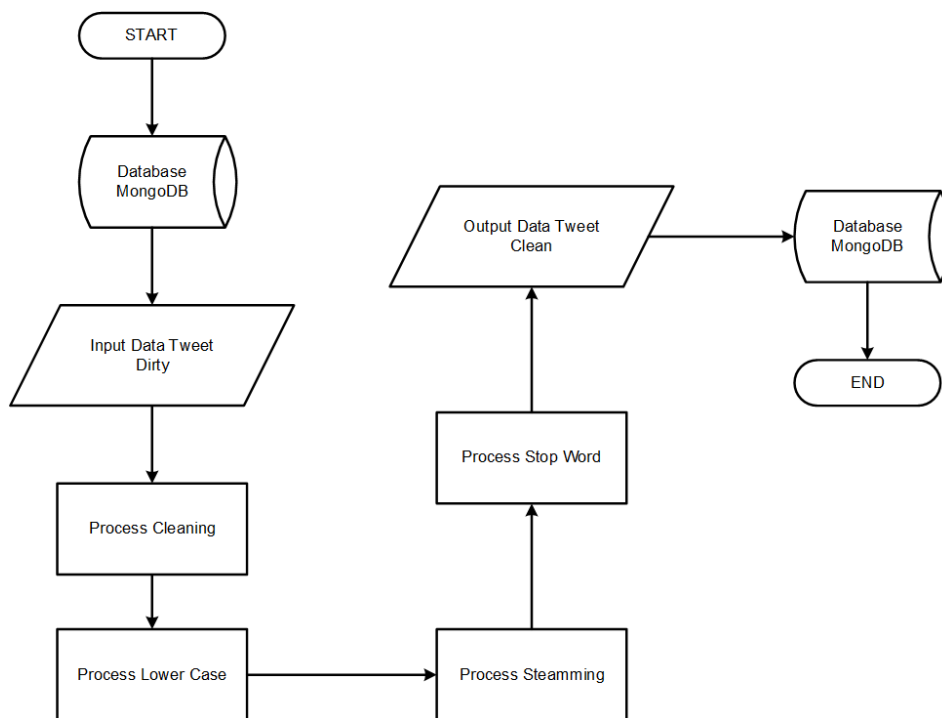 START
Database
MongoDB
Input Data Tweet
Dirty
Process Cleaning
Process Lower Case
Process Steamming
Process Stop Word
Output Data Tweet
Clean
Database
MongoDB
END